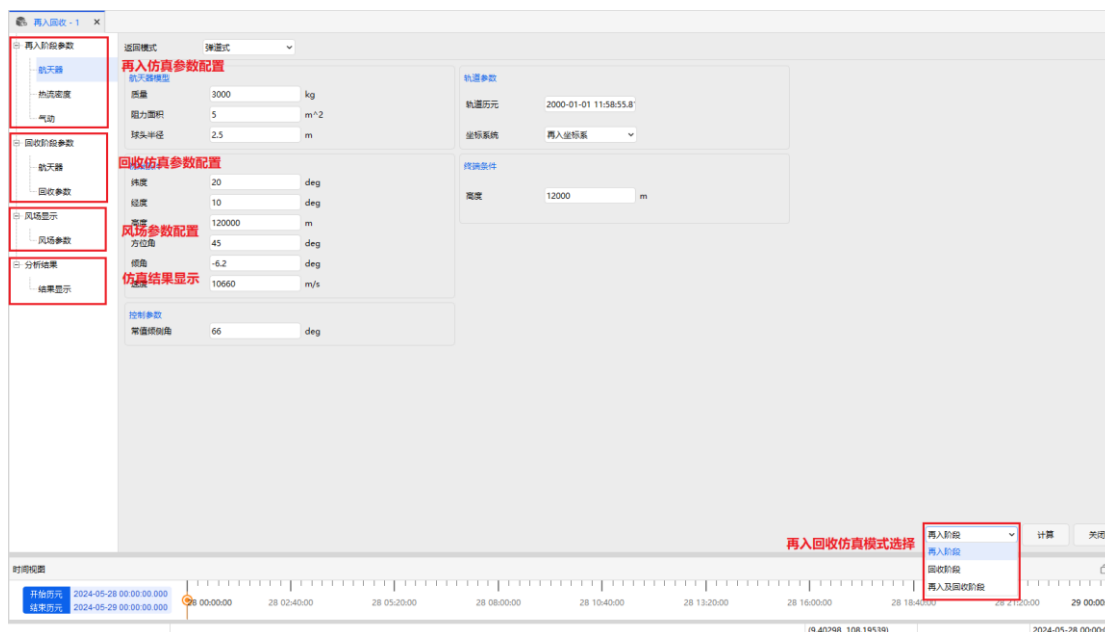 再入回收 - 1 ×
再入阶段参数
航天器
热流密度
气动
回收阶段参数
航天器
回收参数
风场显示
风场参数
分析结果
结果显示
返回模式 弹道式
再入仿真参数配置
航天器模型
质量 3000 kg
阻力面积 5 m^2
球头半径 2.5 m
轨道参数
轨道历元 2000-01-01 11:58:55.8
坐标系统 再入坐标系
回收仿真参数配置
纬度 20 deg
经度 10 deg
高度 120000 m
风场参数配置
方位角 45 deg
倾角 -6.2 deg
仿真结果显示
速度 10660 m/s
终端条件
高度 12000 m
控制参数
常值倾侧角 66 deg
再入回收仿真模式选择
再入阶段 计算 关闭
再入阶段
回收阶段
再入及回收阶段
时间视图
开始历元 2024-05-28 00:00:00.000
结束历元 2024-05-29 00:00:00.000
28 00:00:00 28 02:40:00 28 05:20:00 28 08:00:00 28 10:40:00 28 13:20:00 28 16:00:00 28 18:40:00 28 21:20:00 29 00:00
(9.40298, 108.19539) 2024-05-28 00:00:0